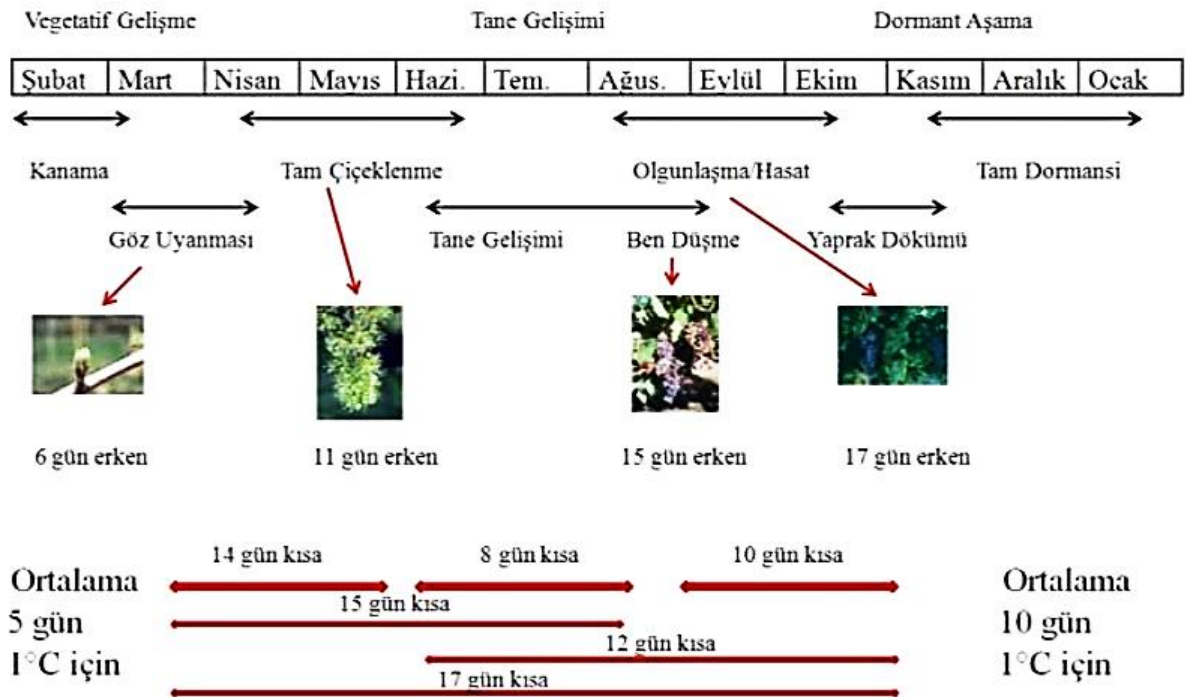 Vegetatif Gelişme Tane Gelişimi Dormant Aşama
Şubat Mart Nisan Mayıs Hazi. Tem. Ağus. Eylül Ekim Kasım Aralık Ocak
Kanama Tam Çiçeklenme Olgunlaşma/Hasat Tam Dormansi
Göz Uyanması Tane Gelişimi Ben Düşme Yaprak Dökümü
6 gün erken 11 gün erken 15 gün erken 17 gün erken
14 gün kısa 8 gün kısa 10 gün kısa
Ortalama Ortalama
15 gün kısa
5 gün 10 gün
12 gün kısa
1°C için 1°C için
17 gün kısa